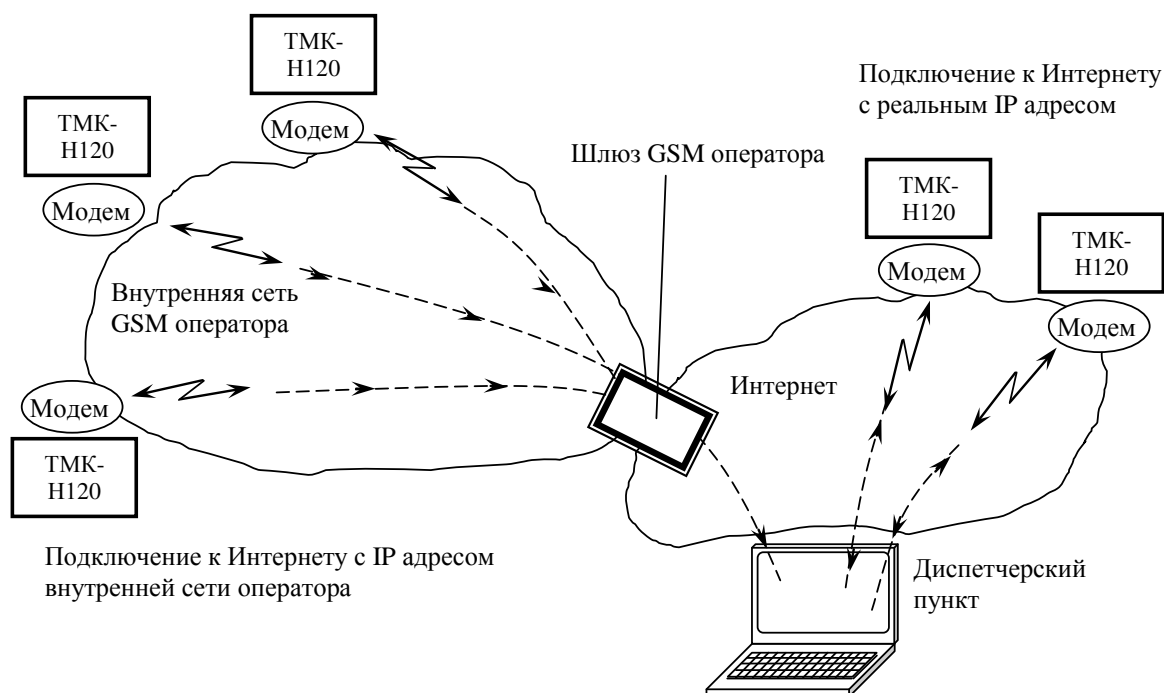 ТМК-
Н120
Модем
ТМК-
Н120
Модем
Подключение к Интернету
с реальным IP адресом
Шлюз GSM оператора
ТМК-
Н120
Модем
ТМК-
Н120
Модем
Внутренняя сеть
GSM оператора
Интернет
Модем
ТМК-
Н120
Подключение к Интернету с IP адресом
внутренней сети оператора
Диспетчерский
пункт